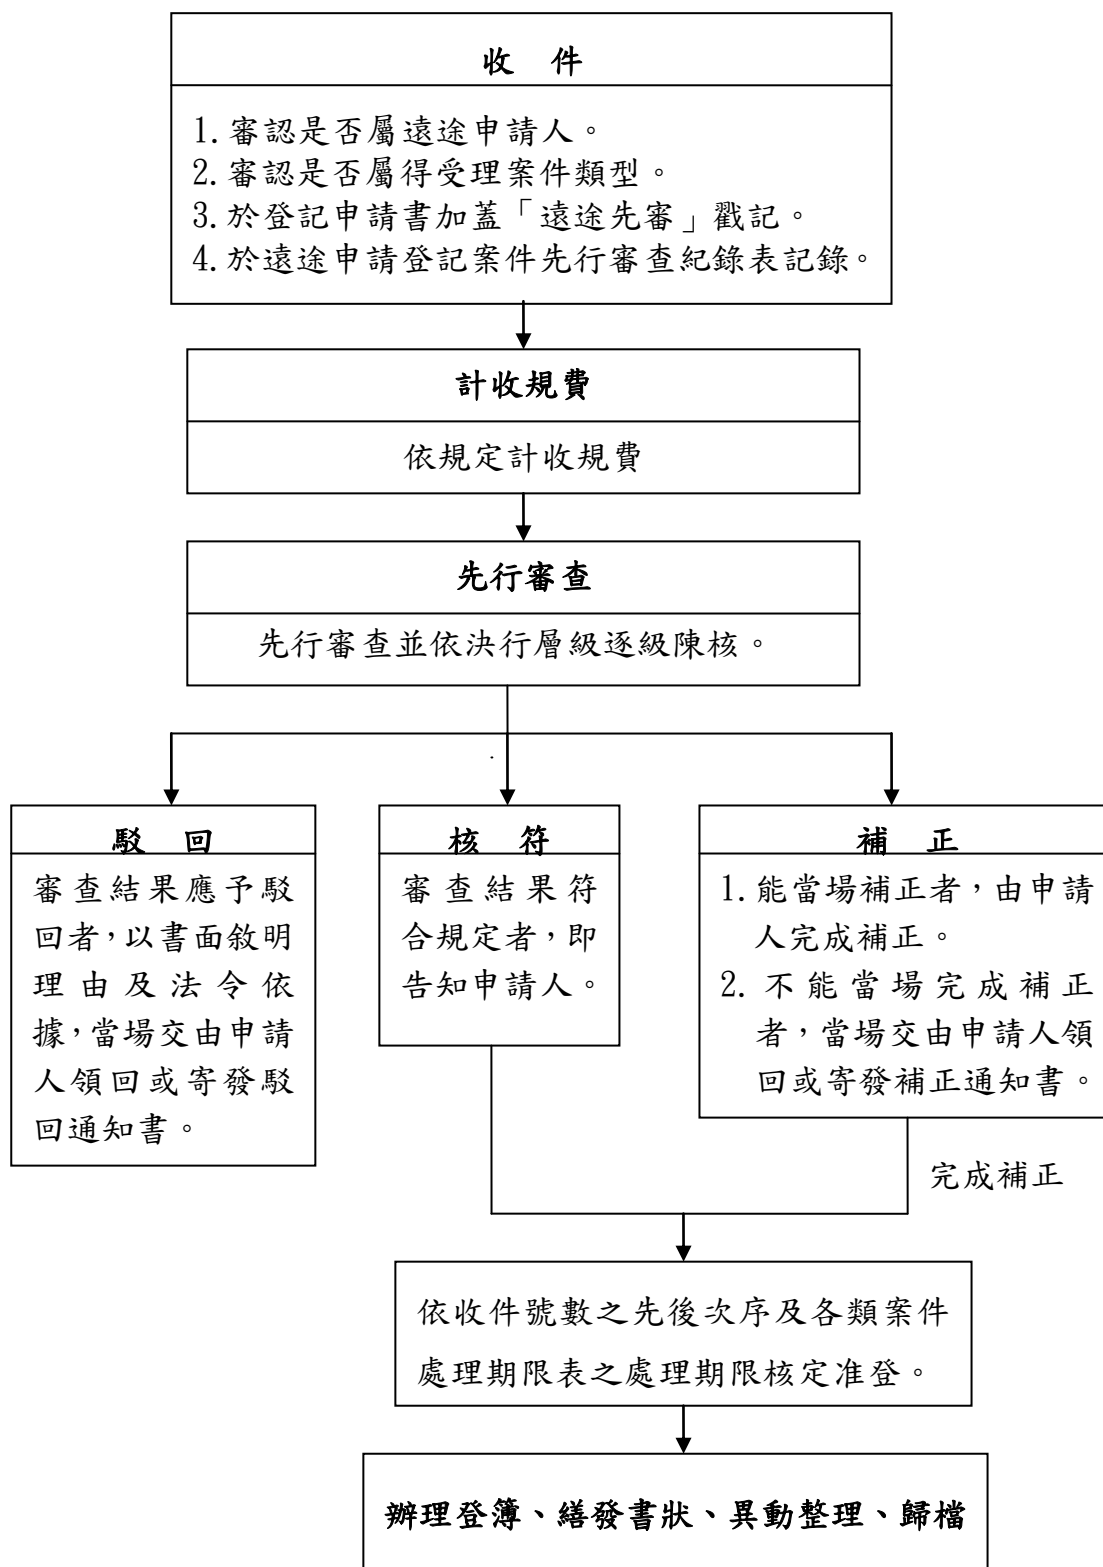 收 件
1.審認是否屬遠途申請人。
2.審認是否屬得受理案件類型。
3.於登記申請書加蓋「遠途先審」戳記。
4.於遠途申請登記案件先行審查紀錄表記錄。
計收規費
依規定計收規費
先行審查
先行審查並依決行層級逐級陳核。
駁 回
審查結果應予駁
回者,以書面敘明
理由及法令依
據,當場交由申請
人領回或寄發駁
回通知書。
核 符
審查結果符
合規定者,即
告知申請人。
補 正
1.能當場補正者,由申請
人完成補正。
2.不能當場完成補正
者,當場交由申請人領
回或寄發補正通知書。
完成補正
依收件號數之先後次序及各類案件
處理期限表之處理期限核定准登。
辦理登簿、繕發書狀、異動整理、歸檔